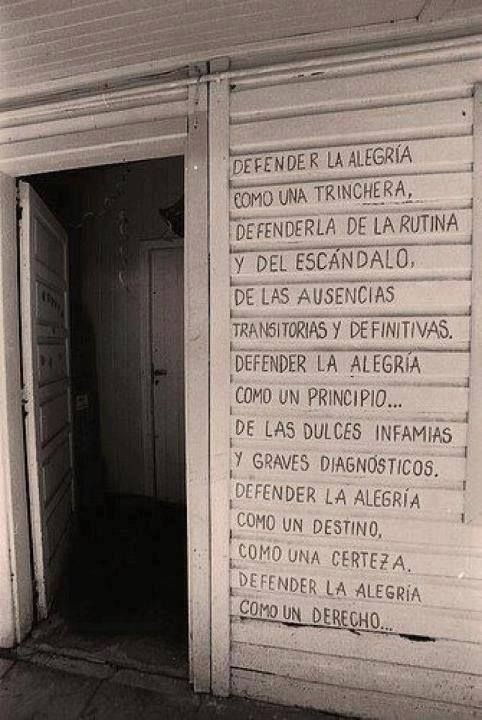 DEFENDER LA ALEGRÍA
COMO UNA TRINCHERA,
DEFENDERLA DE LA RUTINA
Y DEL ESCÁNDALO,
DE LAS AUSENCIAS
TRANSITORIAS Y DEFINITIVAS.
DEFENDER LA ALEGRÍA
COMO UN PRINCIPIO...
DE LAS DULCES INFAMIAS
Y GRAVES DIAGNÓSTICOS.
DEFENDER LA ALEGRÍA
COMO UN DESTINO,
COMO UNA CERTEZA.
DEFENDER LA ALEGRÍA
COMO UN DERECHO...